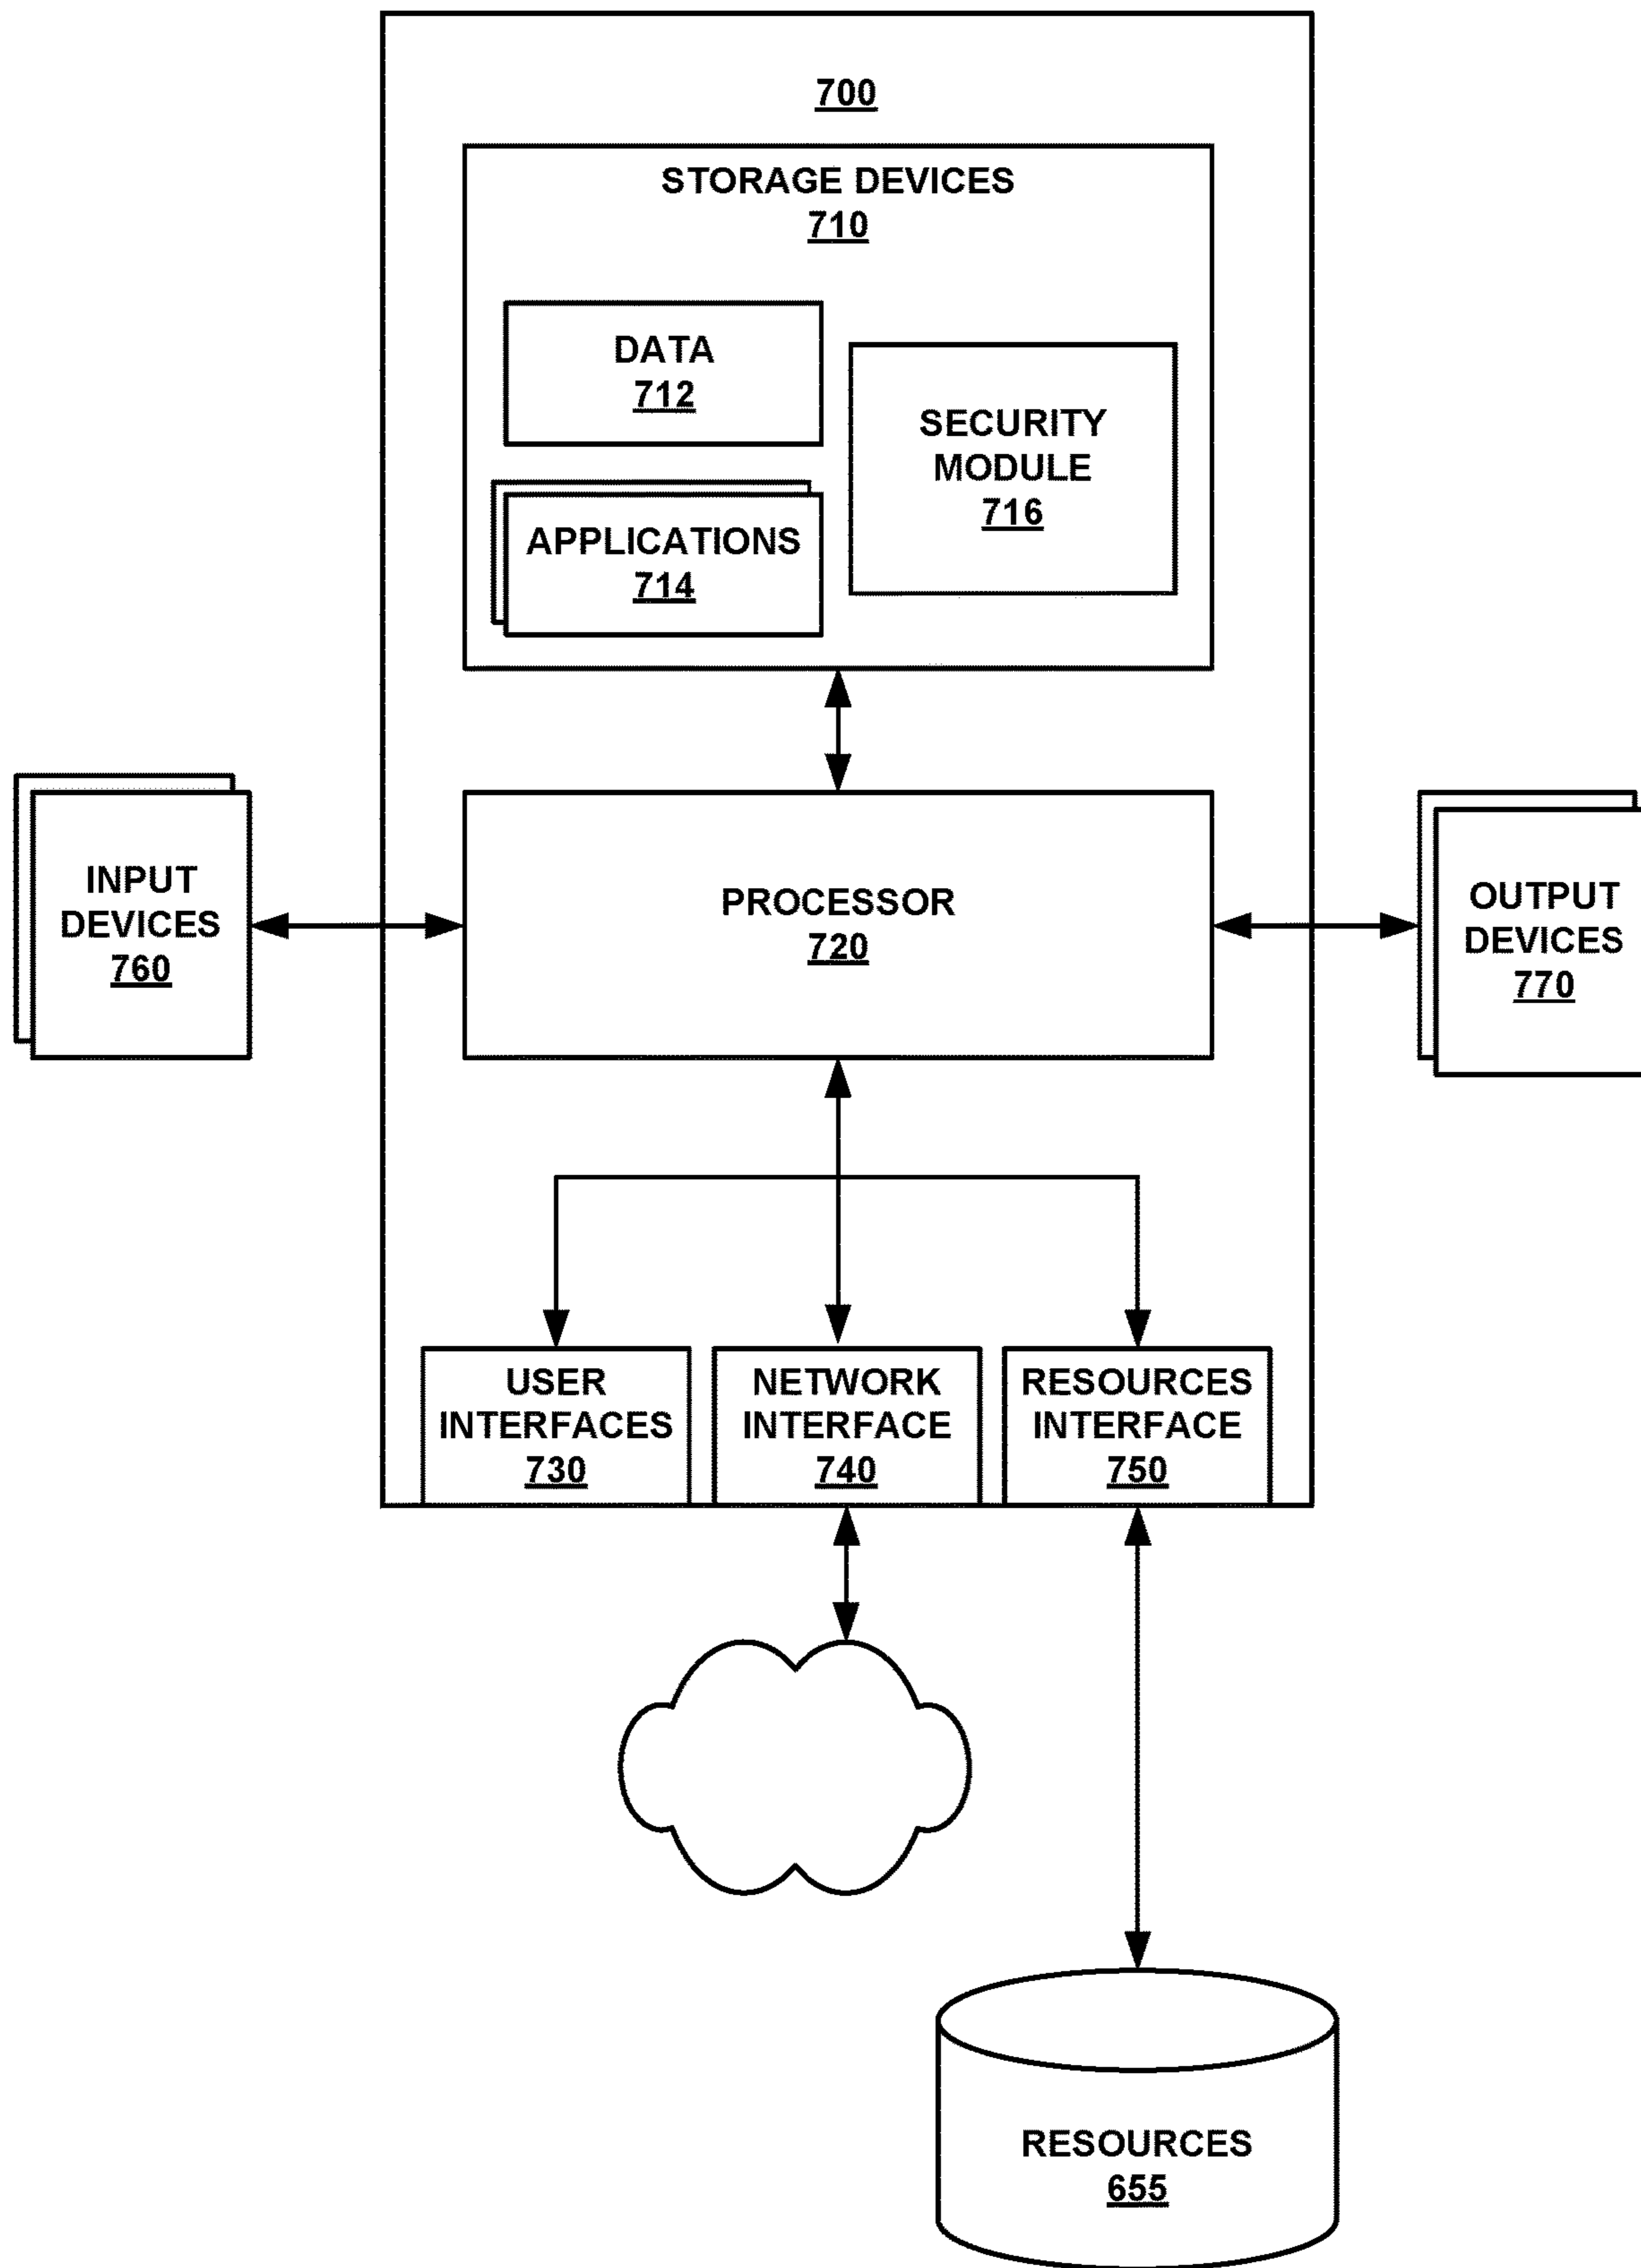 700
STORAGE DEVICES
710
DATA
712
SECURITY
MODULE
716
APPLICATIONS
714
INPUT
DEVICES
760
PROCESSOR
720
OUTPUT
DEVICES
770
USER
INTERFACES
730
NETWORK
INTERFACE
740
RESOURCES
INTERFACE
750
RESOURCES
655